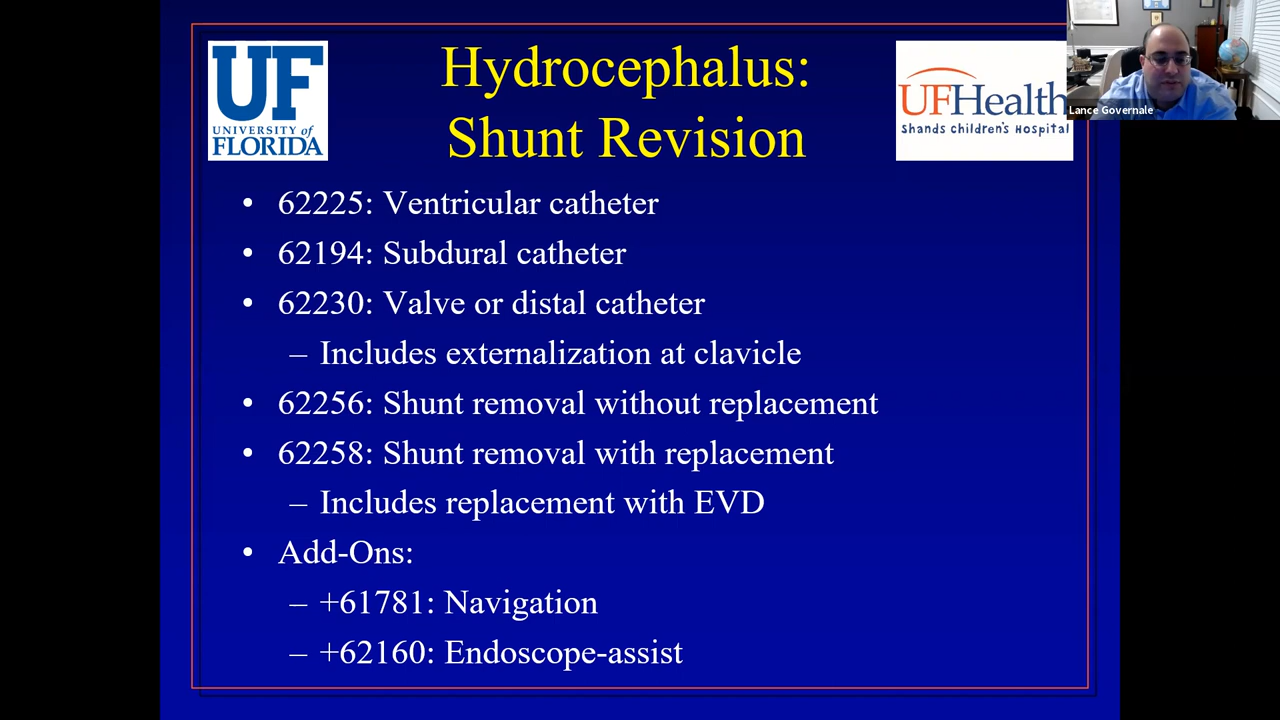 UF
UNIVERSITY of
FLORIDA
Hydrocephalus:
Shunt Revision
UFHealth
Shands children's Hospital
Lance Governale
• 62225: Ventricular catheter
• 62194: Subdural catheter
• 62230: Valve or distal catheter
– Includes externalization at clavicle
• 62256: Shunt removal without replacement
• 62258: Shunt removal with replacement
– Includes replacement with EVD
• Add-Ons:
– +61781: Navigation
– +62160: Endoscope-assist